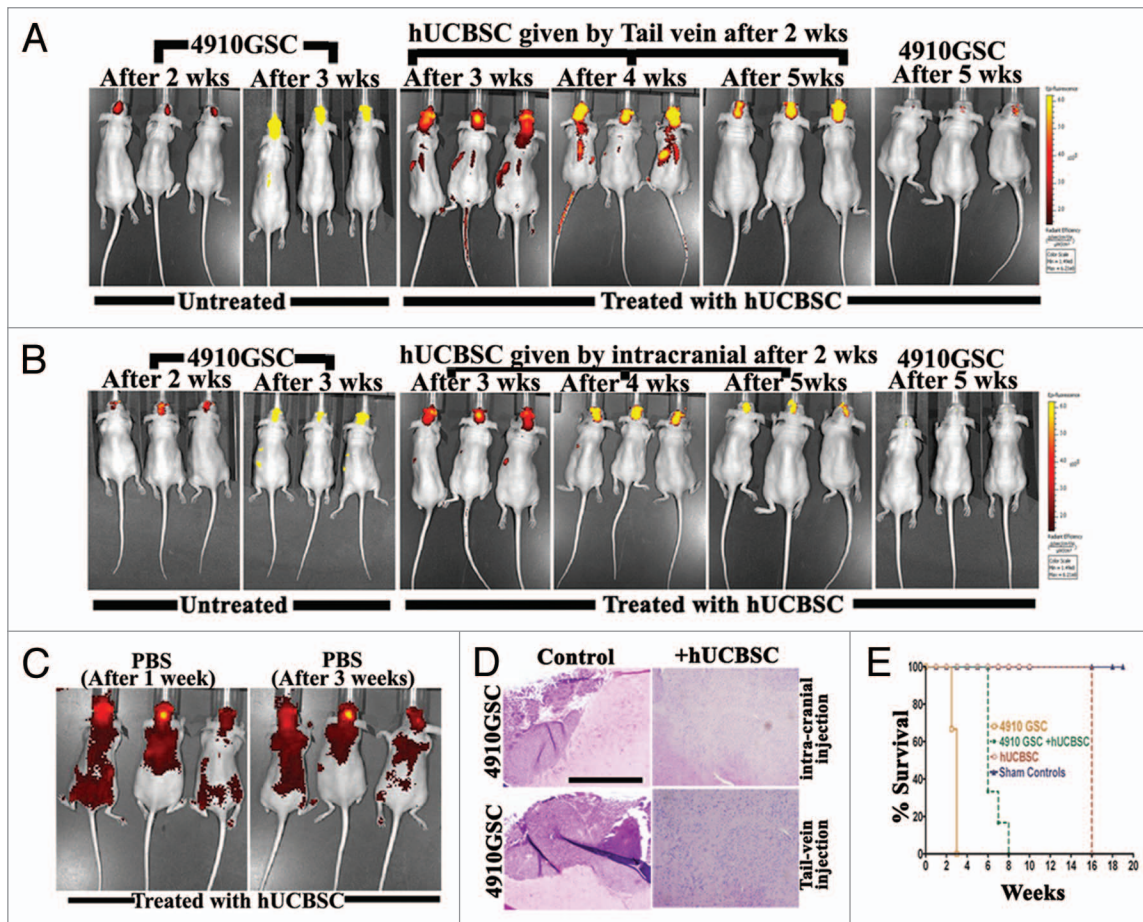 A
4910GSC
After 2 wks
After 3 wks
hUCBSC given by Tail vein after 2 wks
After 3 wks
After 4 wks
After 5wks
4910GSC
After 5 wks
Untreated
Treated with hUCBSC
B
4910GSC
After 2 wks
After 3 wks
hUCBSC given by intracranial after 2 wks
After 3 wks
After 4 wks
After 5wks
4910GSC
After 5 wks
Untreated
Treated with hUCBSC
C
PBS
(After 1 week)
PBS
(After 3 weeks)
Treated with hUCBSC
D
Control
+hUCBSC
4910GSC
intra-cranial
injection
4910GSC
Tail-vein
injection
E
% Survival
100
80
60
40
20
0
4910 GSC
4910 GSC +hUCBSC
hUCBSC
Sham Controls
0 2 4 6 8 10 12 14 16 18 20
Weeks